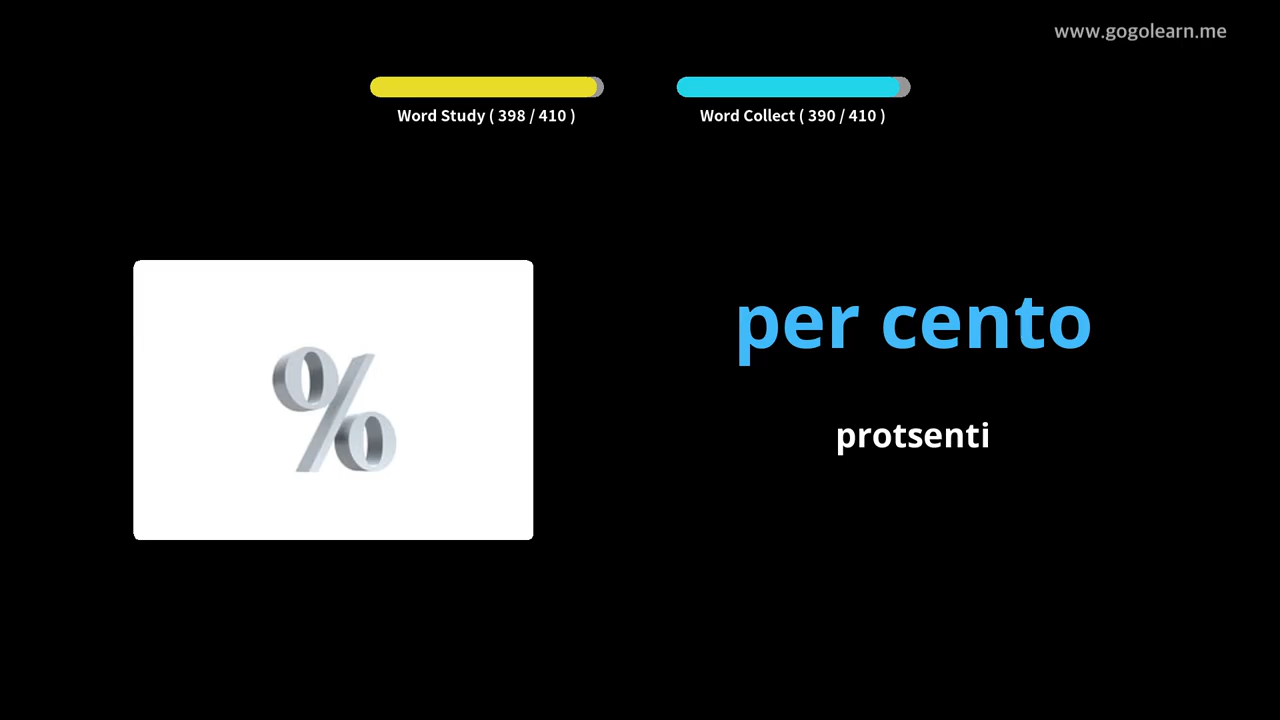 www.gogolearn.me
Word Study ( 398 / 410 )
Word Collect ( 390 / 410 )
%
per cento
protsenti